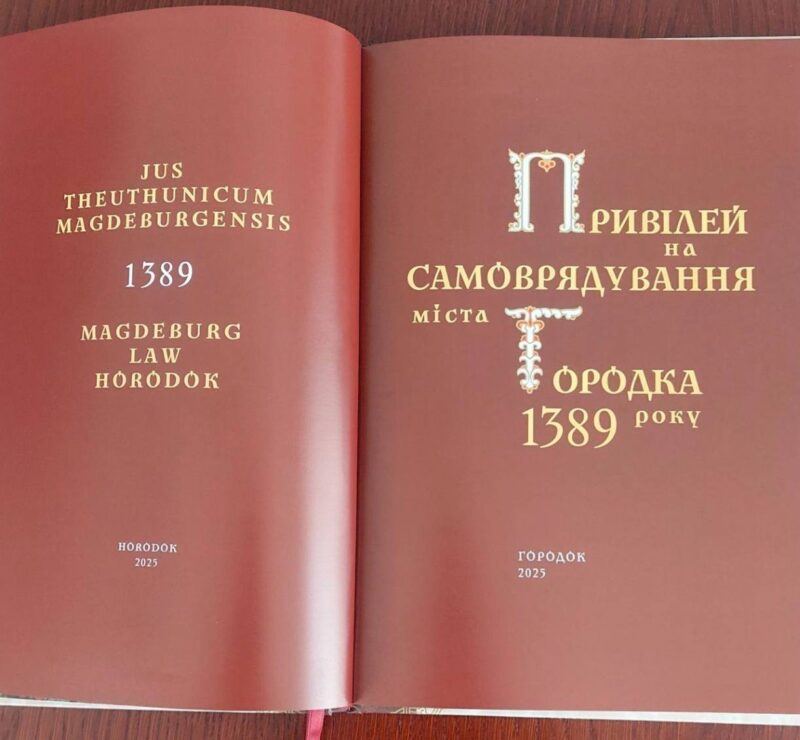 JUS
THEUTHUNICUM
MAGDEBURGENSIS
1389
MAGDEBURG
LAW
HORODOK
HORODOK
2025
ПРИВІЛЕЙ
на
САМОВРЯДУВАННЯ
міста
ГОРОДКА
1389 року
ГОРОДОК
2025